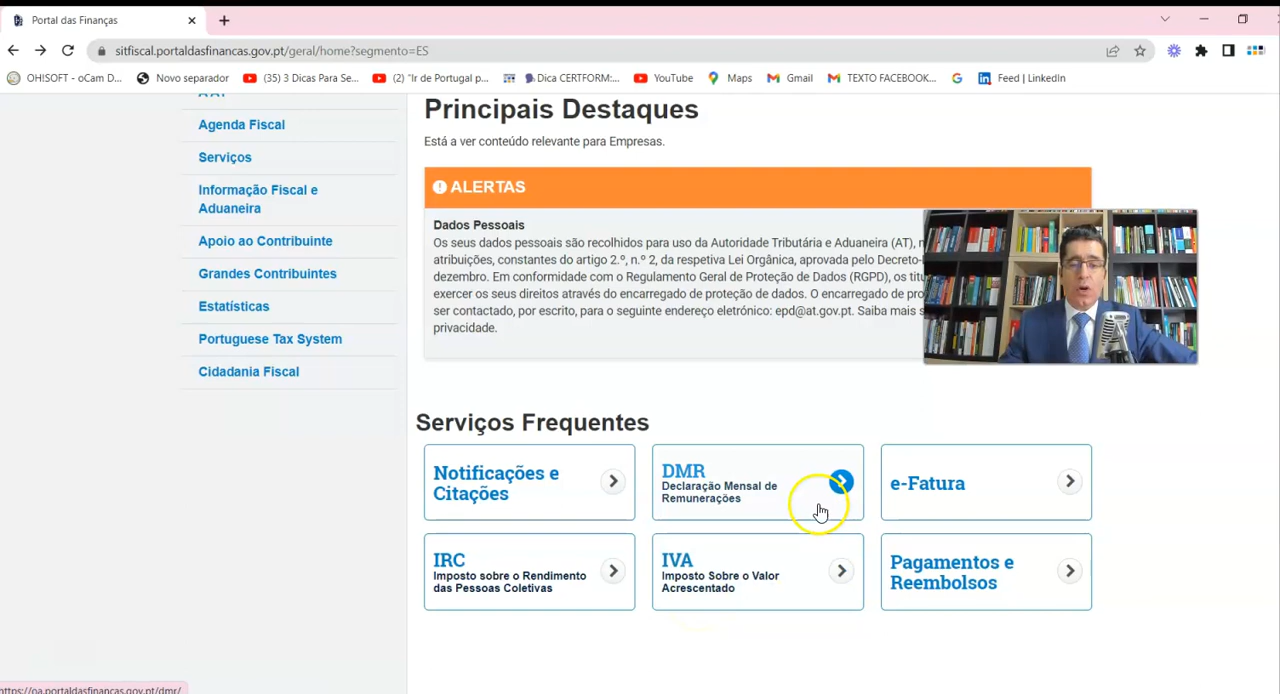 Portal das Finanças
sitfiscal.portaldasfinancas.gov.pt/geral/home?segmento=ES
OHISOFT - oCam D... Novo separador (35) 3 Dicas Para Se... (2) "Ir de Portugal p... Dica CERTFORM:... YouTube Maps Gmail TEXTO FACEBOOK... Feed | LinkedIn
Agenda Fiscal
Serviços
Informação Fiscal e
Aduaneira
Apoio ao Contribuinte
Grandes Contribuintes
Estatísticas
Portuguese Tax System
Cidadania Fiscal
Principais Destaques
Está a ver conteúdo relevante para Empresas.
ALERTAS
Dados Pessoais
Os seus dados pessoais são recolhidos para uso da Autoridade Tributária e Aduaneira (AT),
atribuições, constantes do artigo 2.º, n.º 2, da respetiva Lei Orgânica, aprovada pelo Decreto-
dezembro. Em conformidade com o Regulamento Geral de Proteção de Dados (RGPD), os
exercer os seus direitos através do encarregado de proteção de dados. O encarregado de
ser contactado, por escrito, para o seguinte endereço eletrónico: epd@at.gov.pt. Saiba mais
privacidade.
Serviços Frequentes
Notificações e
Citações
DMR
Declaração Mensal de
Remunerações
e-Fatura
IRC
Imposto sobre o Rendimento
das Pessoas Coletivas
IVA
Imposto Sobre o Valor
Acrescentado
Pagamentos e
Reembolsos
https://oa.portaldasfinancas.gov.pt/dmr/